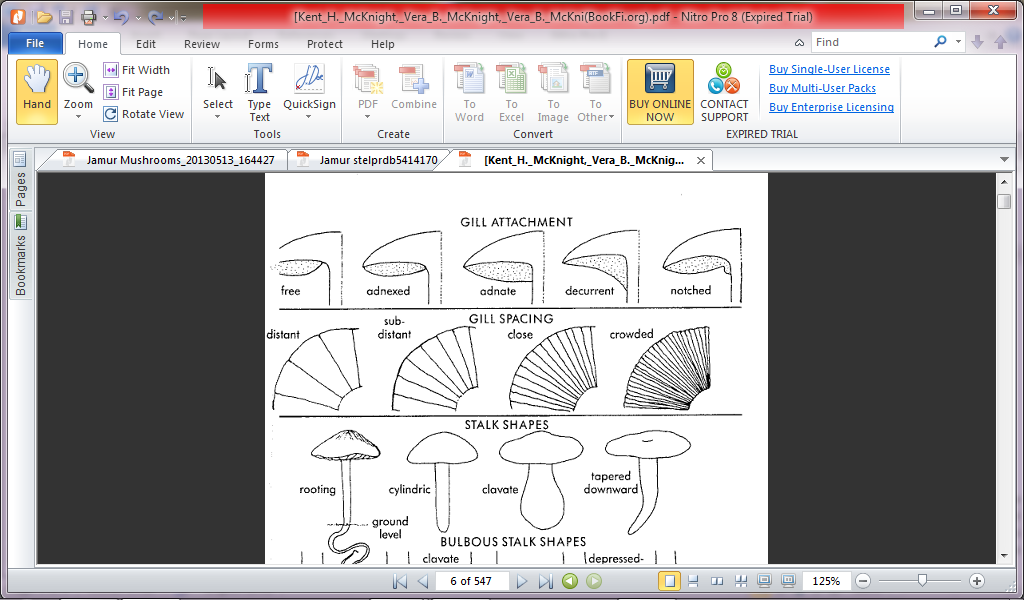 [Kent_H._McKnight,_Vera_B._McKnight,_Vera_B._McKni(BookFi.org).pdf - Nitro Pro 8 (Expired Trial)
File Home Edit Review Forms Protect Help Find
Hand
Zoom
Fit Width
Fit Page
Rotate View
View
Select
Type Text
QuickSign
Tools
PDF
Combine
Create
To Word
To Excel
To Image
To Other
Convert
BUY ONLINE NOW
CONTACT SUPPORT
Buy Single-User License
Buy Multi-User Packs
Buy Enterprise Licensing
EXPIRED TRIAL
Jamur Mushrooms_20130513_164427
Jamur stelprdb5414170
[Kent_H._McKnight,_Vera_B._McKnig...
Pages
Bookmarks
GILL ATTACHMENT
free adnexed adnate decurrent notched
GILL SPACING
distant sub-distant close crowded
STALK SHAPES
rooting cylindric clavate tapered downward
ground level
BULBOUS STALK SHAPES
clavate depressed-
6 of 547
125%